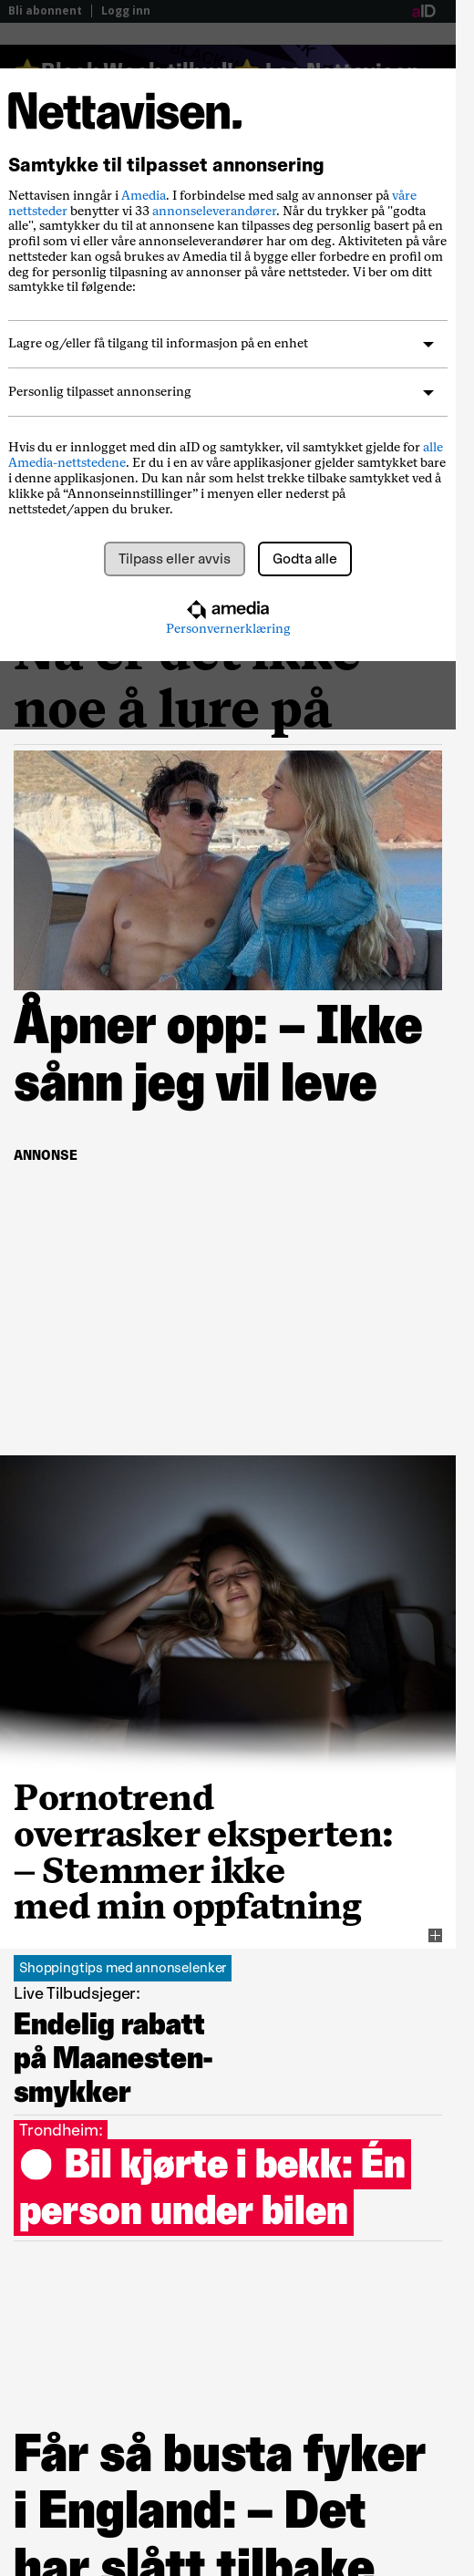 Bli abonnent | Logg inn
aID
Nettavisen.
Samtykke til tilpasset annonsering
Nettavisen inngår i Amedia. I forbindelse med salg av annonser på våre
nettsteder benytter vi 33 annonseleverandører. Når du trykker på "godta
alle", samtykker du til at annonsene kan tilpasses deg personlig basert på en
profil som vi eller våre annonseleverandører har om deg. Aktiviteten på våre
nettsteder kan også brukes av Amedia til å bygge eller forbedre en profil om
deg for personlig tilpasning av annonser på våre nettsteder. Vi ber om ditt
samtykke til følgende:
Lagre og/eller få tilgang til informasjon på en enhet
Personlig tilpasset annonsering
Hvis du er innlogget med din aID og samtykker, vil samtykket gjelde for alle
Amedia-nettstedene. Er du i en av våre applikasjoner gjelder samtykket bare
i denne applikasjonen. Du kan når som helst trekke tilbake samtykket ved å
klikke på “Annonseinnstillinger” i menyen eller nederst på
nettstedet/appen du bruker.
Tilpass eller avvis
Godta alle
amedia
Personvernerklæring
noe å lure på
Åpner opp: – Ikke
sånn jeg vil leve
ANNONSE
Pornotrend
overrasker eksperten:
– Stemmer ikke
med min oppfatning
Shoppingtips med annonselenker
Live Tilbudsjeger:
Endelig rabatt
på Maanesten-
smykker
Trondheim:
Bil kjørte i bekk: Én
person under bilen
Får så busta fyker
i England: – Det
har slått tilbake